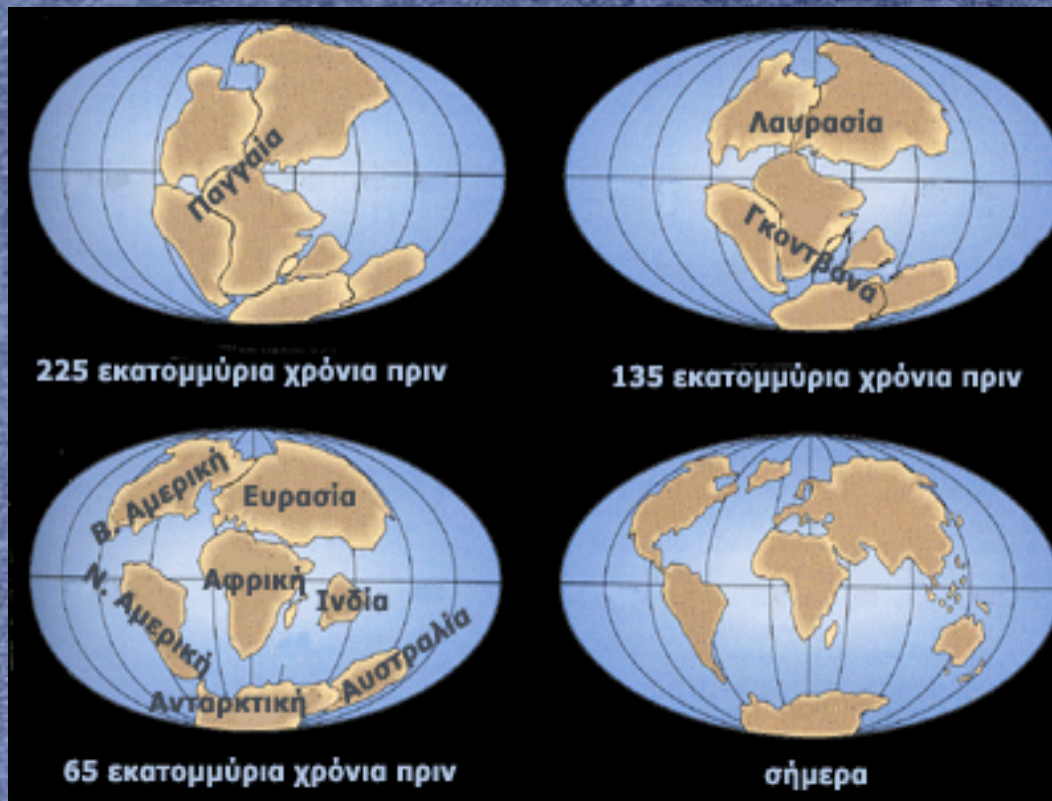 Παγγαία
225 εκατομμύρια χρόνια πριν
Λαυρασία
Γκοντβάνα
135 εκατομμύρια χρόνια πριν
Β. Αμερική
Ευρασία
Αφρική
Ινδία
Ν. Αμερική
Αυστραλία
Ανταρκτική
65 εκατομμύρια χρόνια πριν
σήμερα